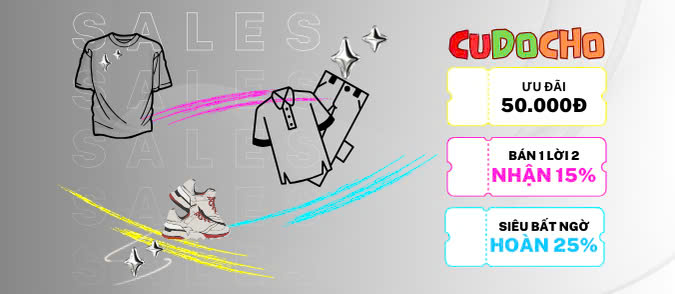 SALES
SALES
SALES
SALES
SALES
CUDOCHO
ƯU ĐÃI
50.000Đ
BÁN 1 LỜI 2
NHẬN 15%
SIÊU BẤT NGỜ
HOÀN 25%